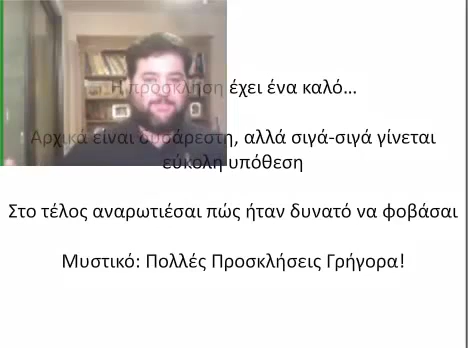 Η πρόσκληση έχει ένα καλό...
Αρχικά είναι δυσάρεστη, αλλά σιγά-σιγά γίνεται
εύκολη υπόθεση
Στο τέλος αναρωτιέσαι πώς ήταν δυνατό να φοβάσαι
Μυστικό: Πολλές Προσκλήσεις Γρήγορα!